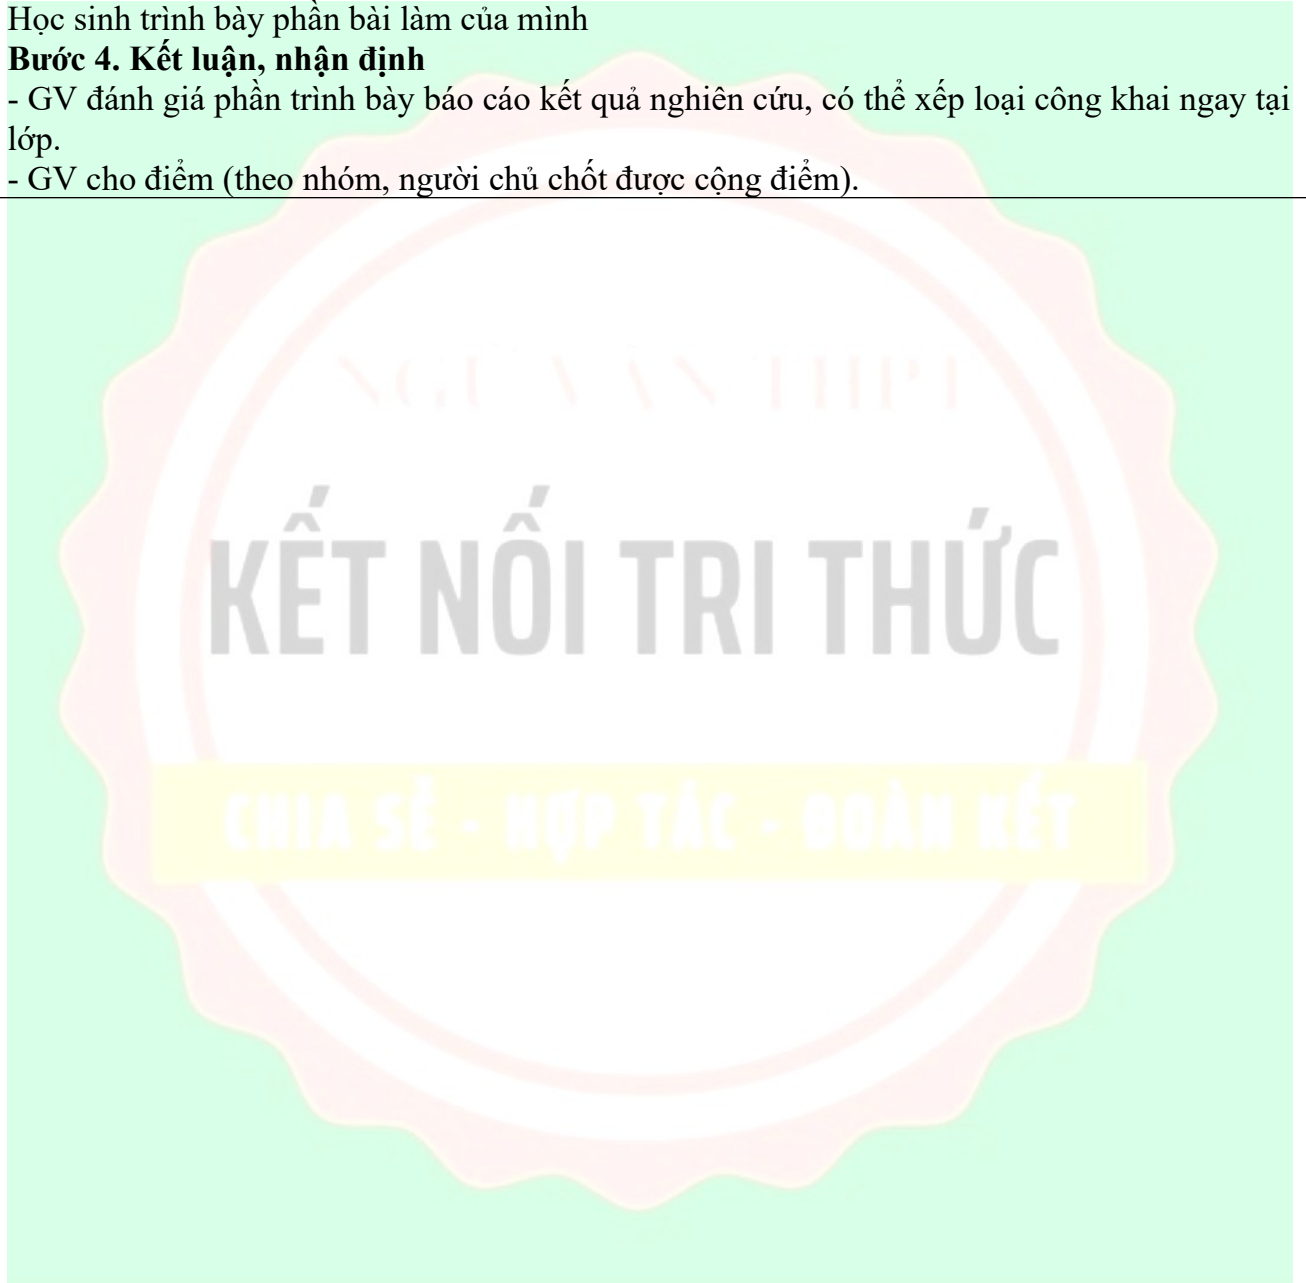 Học sinh trình bày phần bài làm của mình
Bước 4. Kết luận, nhận định
- GV đánh giá phần trình bày báo cáo kết quả nghiên cứu, có thể xếp loại công khai ngay tại
lớp.
- GV cho điểm (theo nhóm, người chủ chốt được cộng điểm).
NGỮ VĂN THPT
KẾT NỐI TRI THỨC
CHIA SẺ - HỢP TÁC - ĐOÀN KẾT